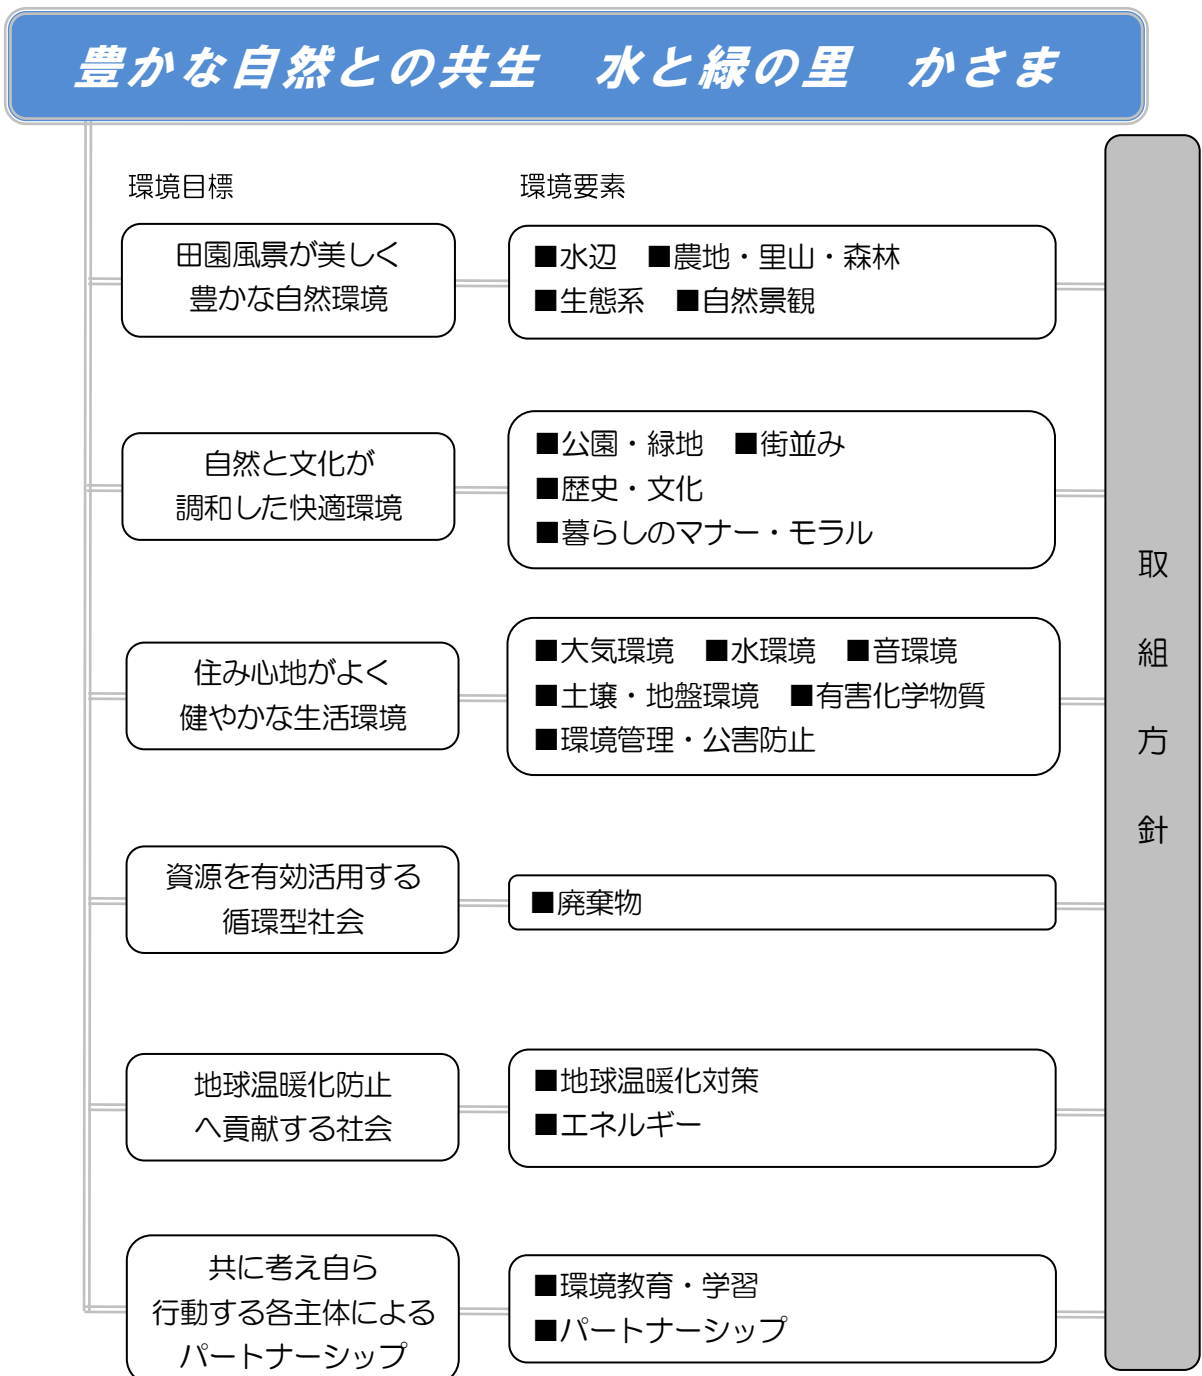 豊かな自然との共生　水と緑の里　かさま
環境目標
環境要素
田園風景が美しく
豊かな自然環境
■水辺　■農地・里山・森林
■生態系　■自然景観
自然と文化が
調和した快適環境
■公園・緑地　■街並み
■歴史・文化
■暮らしのマナー・モラル
住み心地がよく
健やかな生活環境
■大気環境　■水環境　■音環境
■土壌・地盤環境　■有害化学物質
■環境管理・公害防止
資源を有効活用する
循環型社会
■廃棄物
地球温暖化防止
へ貢献する社会
■地球温暖化対策
■エネルギー
共に考え自ら
行動する各主体による
パートナーシップ
■環境教育・学習
■パートナーシップ
取組方針